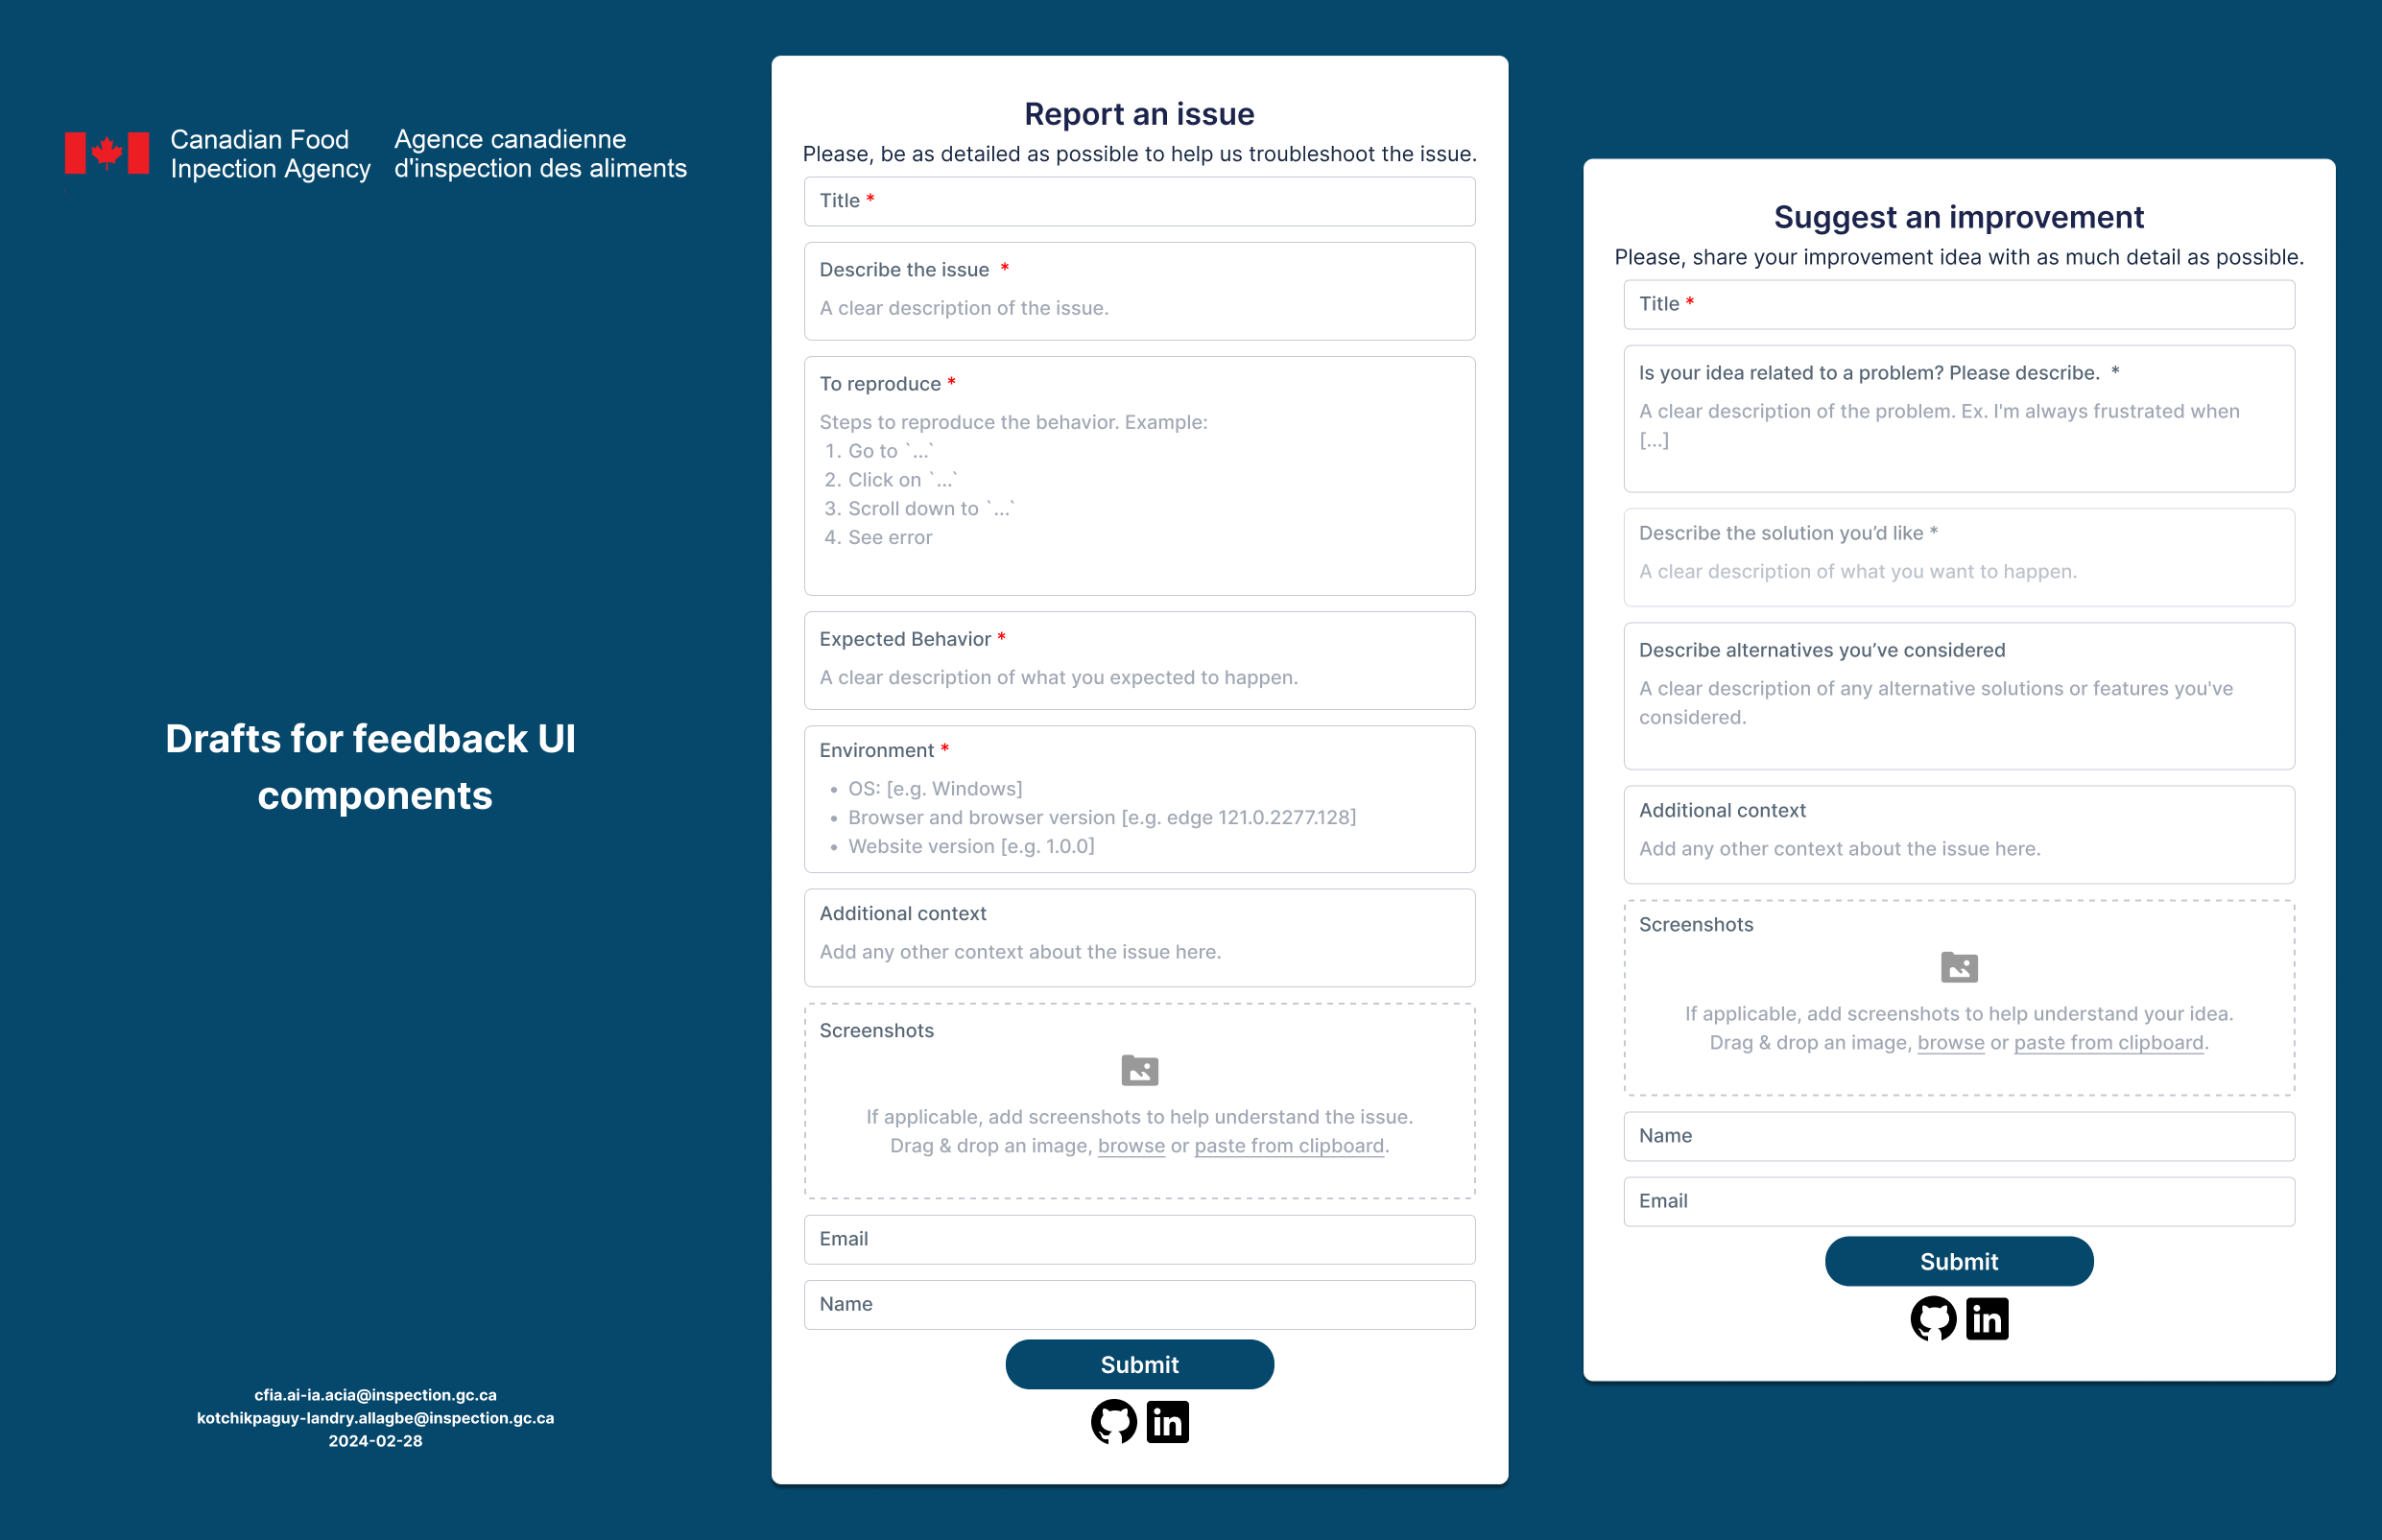 Canadian Food
Inpection Agency
Agence canadienne
d'inspection des aliments
Drafts for feedback UI
components
cfia.ai-ia.acia@inspection.gc.ca
kotchikpaguy-landry.allagbe@inspection.gc.ca
2024-02-28
Report an issue
Please, be as detailed as possible to help us troubleshoot the issue.
Title *
Describe the issue *
A clear description of the issue.
To reproduce *
Steps to reproduce the behavior. Example:
1. Go to `...`
2. Click on `...`
3. Scroll down to `...`
4. See error
Expected Behavior *
A clear description of what you expected to happen.
Environment *
• OS: [e.g. Windows]
• Browser and browser version [e.g. edge 121.0.2277.128]
• Website version [e.g. 1.0.0]
Additional context
Add any other context about the issue here.
Screenshots
If applicable, add screenshots to help understand the issue.
Drag & drop an image, browse or paste from clipboard.
Email
Name
Submit
in
Suggest an improvement
Please, share your improvement idea with as much detail as possible.
Title *
Is your idea related to a problem? Please describe. *
A clear description of the problem. Ex. I'm always frustrated when
[...]
Describe the solution you’d like *
A clear description of what you want to happen.
Describe alternatives you’ve considered
A clear description of any alternative solutions or features you've
considered.
Additional context
Add any other context about the issue here.
Screenshots
If applicable, add screenshots to help understand your idea.
Drag & drop an image, browse or paste from clipboard.
Name
Email
Submit
in